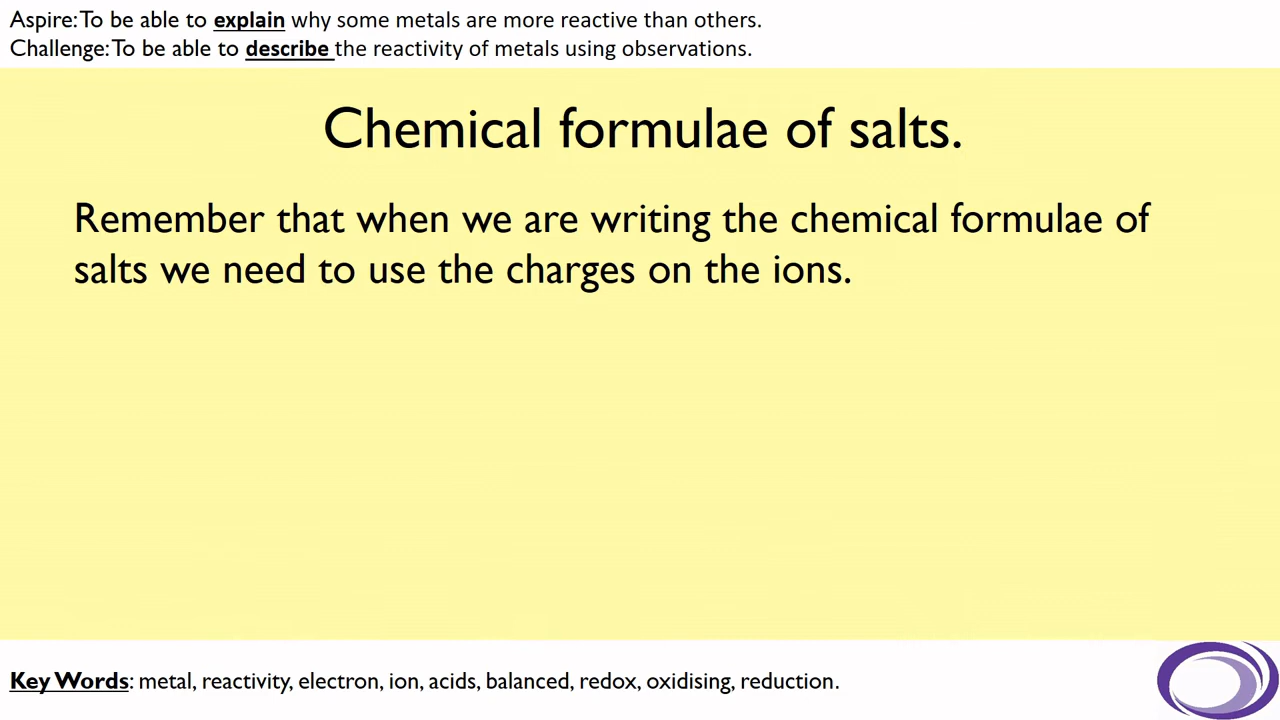 Aspire: To be able to explain why some metals are more reactive than others.
Challenge: To be able to describe the reactivity of metals using observations.
Chemical formulae of salts.
Remember that when we are writing the chemical formulae of
salts we need to use the charges on the ions.
Key Words: metal, reactivity, electron, ion, acids, balanced, redox, oxidising, reduction.